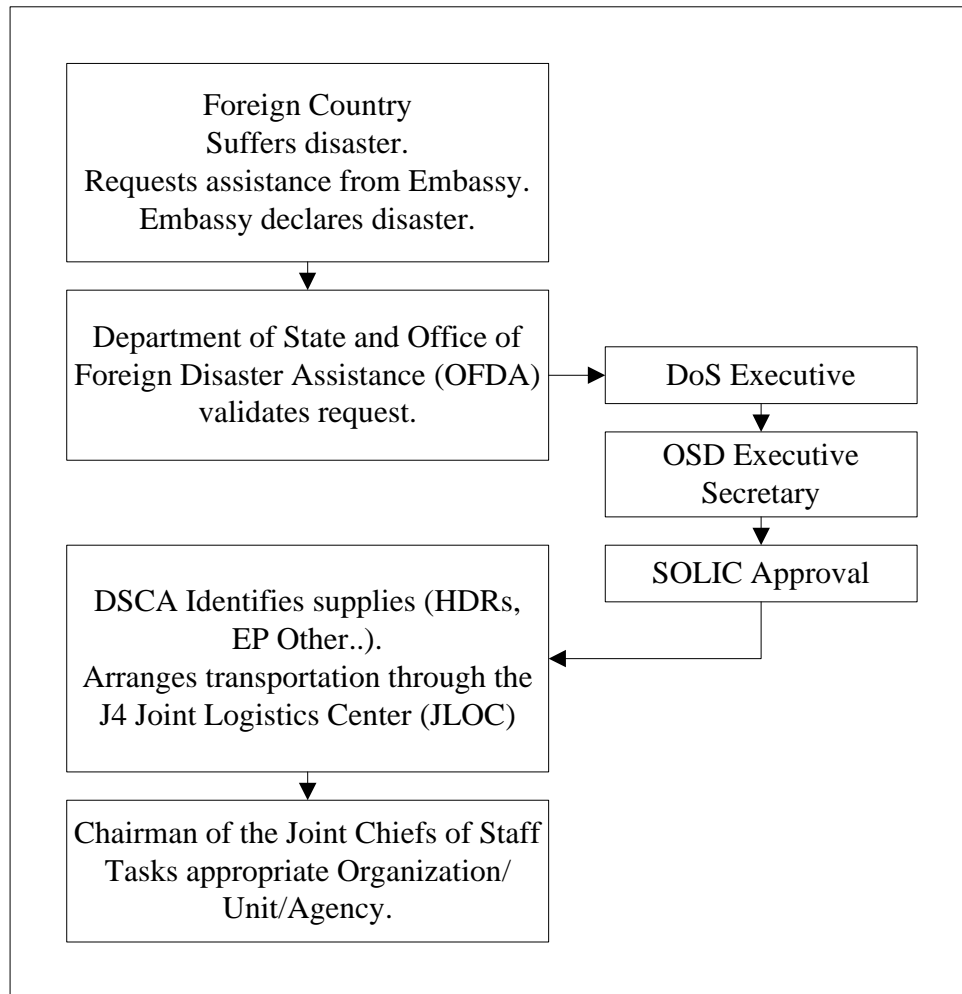 Foreign Country
Suffers disaster.
Requests assistance from Embassy.
Embassy declares disaster.
Department of State and Office of
Foreign Disaster Assistance (OFDA)
validates request.
DoS Executive
OSD Executive
Secretary
SOLIC Approval
DSCA Identifies supplies (HDRs,
EP Other..).
Arranges transportation through the
J4 Joint Logistics Center (JLOC)
Chairman of the Joint Chiefs of Staff
Tasks appropriate Organization/
Unit/Agency.